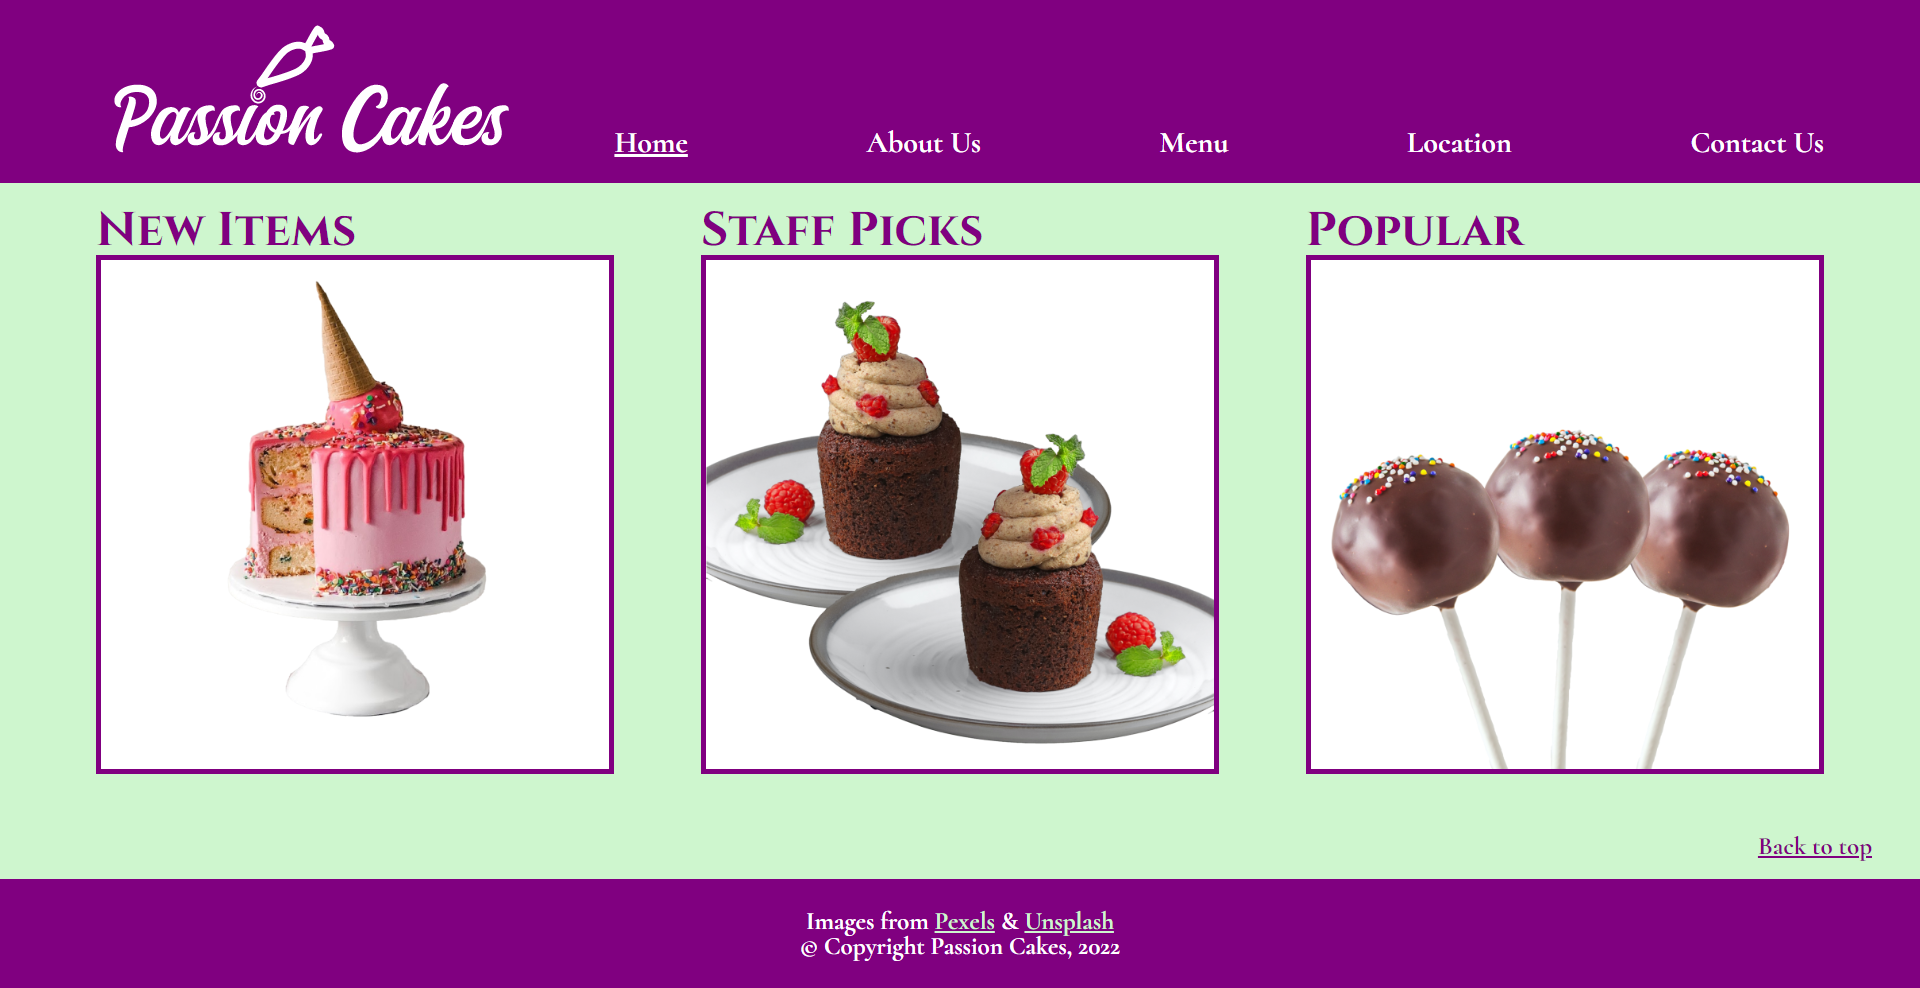 Passion Cakes
Home About Us Menu Location Contact Us
New Items Staff Picks Popular
Back to top
Images from Pexels & Unsplash
© Copyright Passion Cakes, 2022